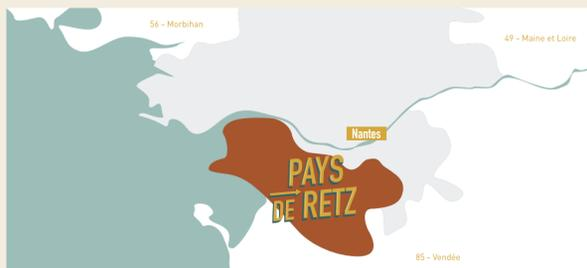 56 – Morbihan
49 – Maine et Loire
Nantes
PAYS
DE RETZ
85 – Vendée